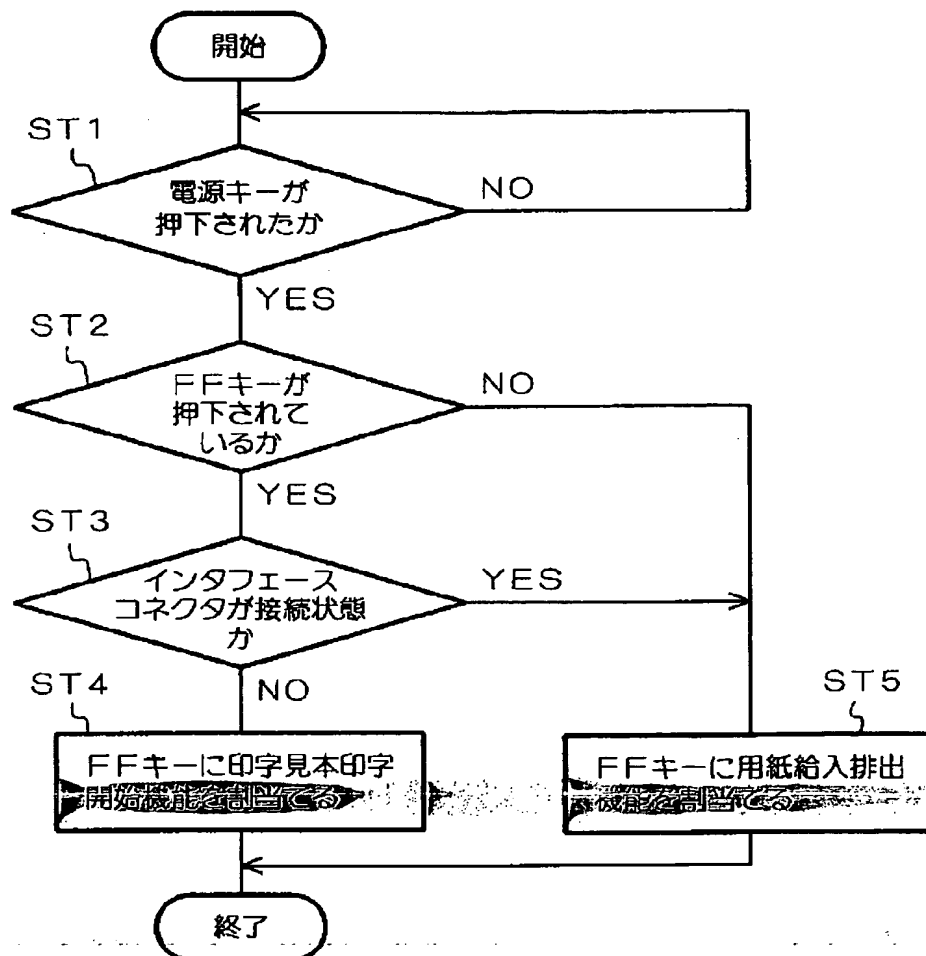 開始
ST1
電源キーが
押下されたか
NO
YES
ST2
FFキーが
押下されて
いるか
NO
YES
ST3
インタフェース
コネクタが接続状態
か
YES
NO
ST4
FFキーに印字見本印字
開始機能を割当てる
ST5
FFキーに用紙給入排出
機能を割当てる
終了